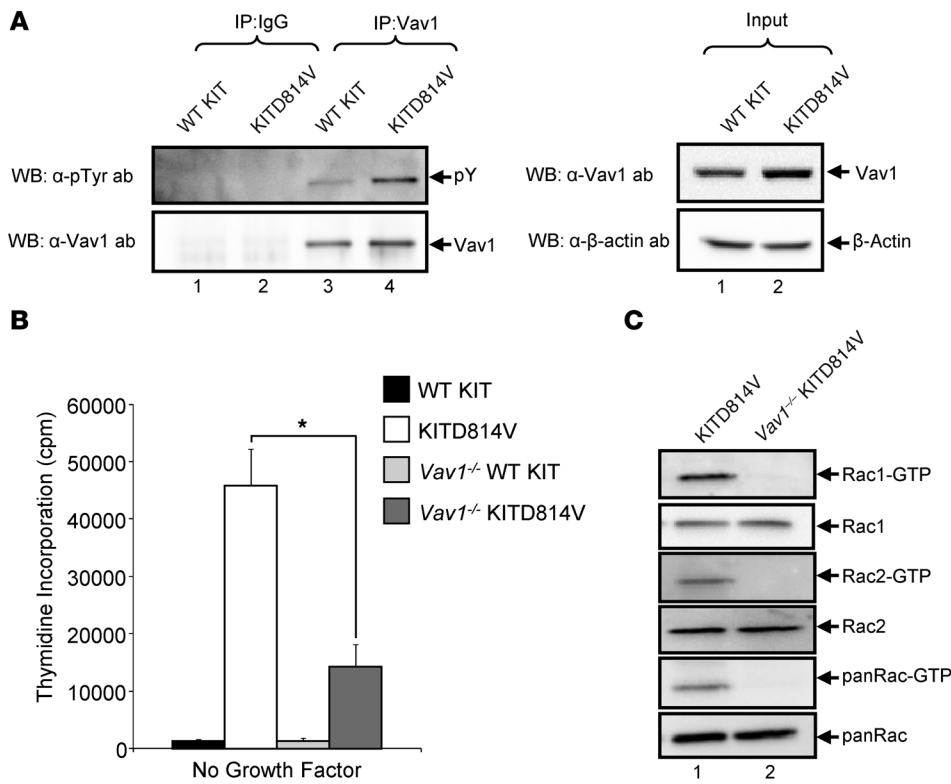 A
IP:IgG
IP:Vav1
Input
WT KIT
KITD814V
WT KIT
KITD814V
WT KIT
KITD814V
WB: α-pTyr ab
pY
WB: α-Vav1 ab
Vav1
WB: α-Vav1 ab
Vav1
WB: α-β-actin ab
β-Actin
1
2
3
4
1
2
B
Thymidine Incorporation (cpm)
60000
50000
40000
30000
20000
10000
0
*
No Growth Factor
WT KIT
KITD814V
Vav1-/- WT KIT
Vav1-/- KITD814V
C
KITD814V
Vav1-/- KITD814V
Rac1-GTP
Rac1
Rac2-GTP
Rac2
panRac-GTP
panRac
1
2